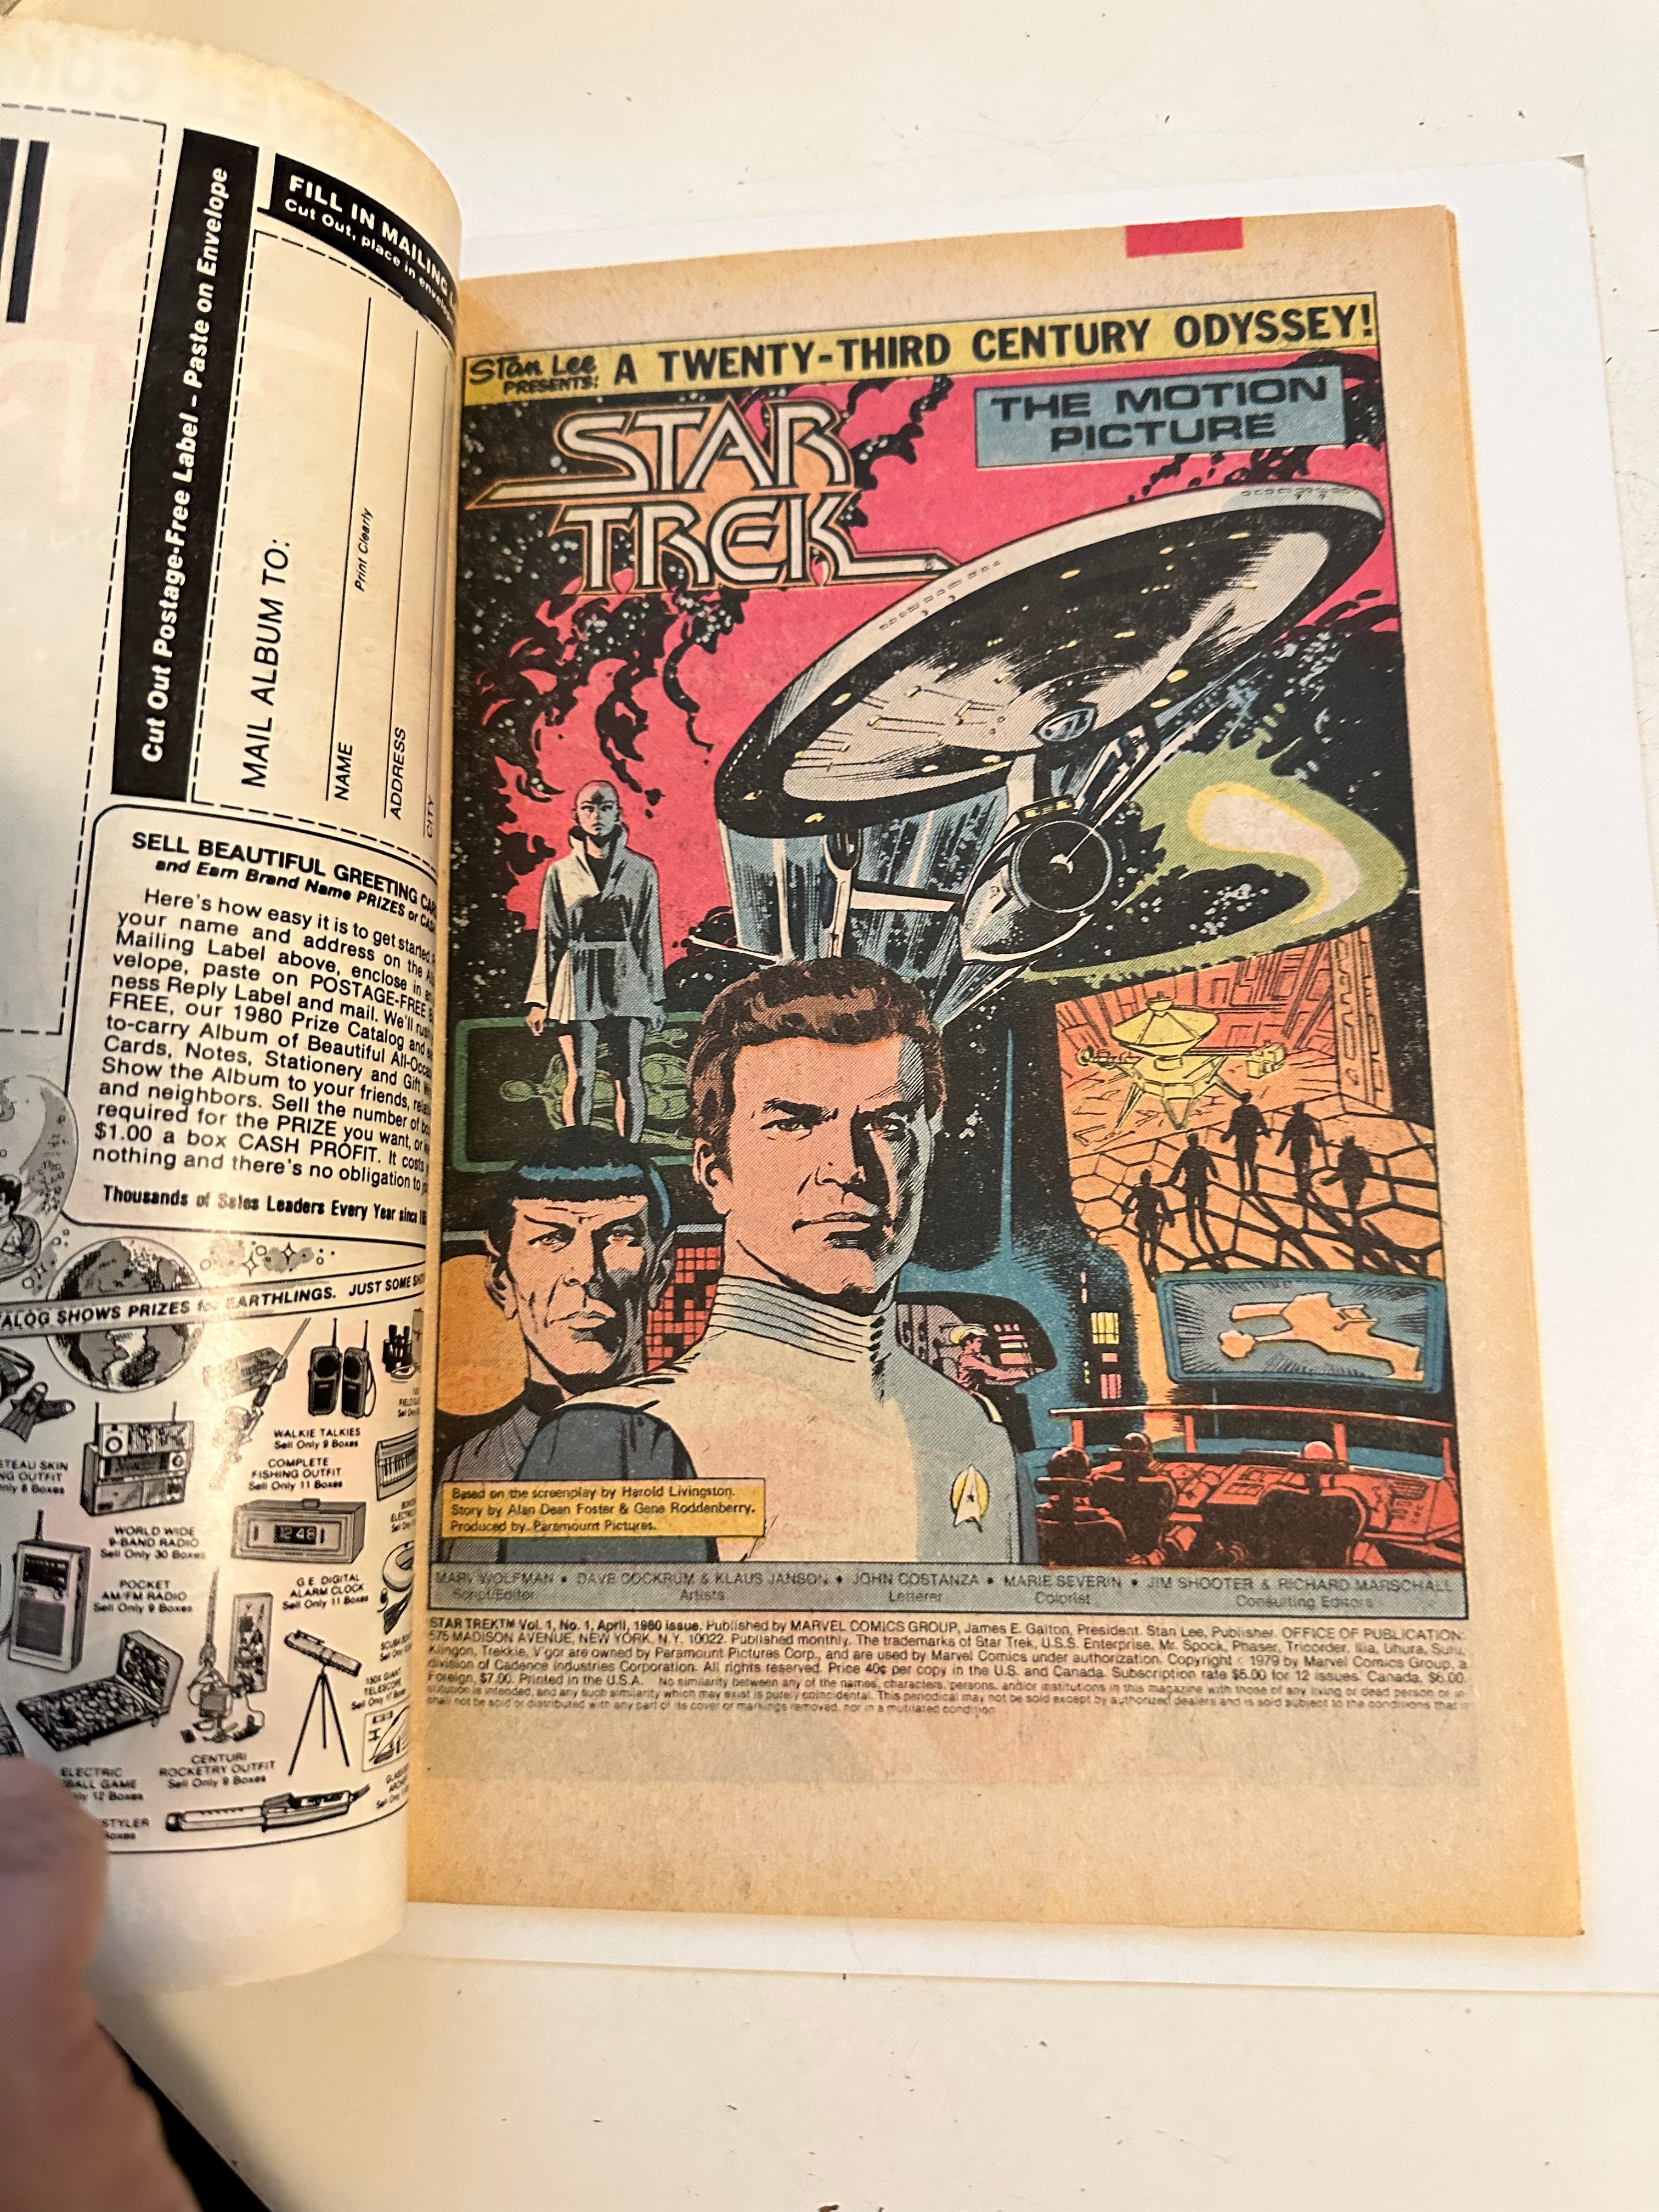 Cut Out Postage-Free Label – Paste on Envelope
FILL IN MAILING
Cut Out, place in
MAIL ALBUM TO:
NAME
Print Clearly
ADDRESS
CITY
SELL BEAUTIFUL GREETING
and Earn Brand Name PRIZES or
Here's how easy it is to get started.
your name and address on the
Mailing Label above, enclose in
velope, paste on POSTAGE-FREE
ness Reply Label and mail. We'll
FREE, our 1980 Prize Catalog and
to-carry Album of Beautiful
Cards, Notes, Stationery and Gift
Show the Album to your friends,
and neighbors. Sell the number of
required for the PRIZE you want, or
$1.00 a box CASH PROFIT. It costs
nothing and there's no obligation to
Thousands of Sales Leaders Every Year since
SHOWS PRIZES for EARTHLINGS. JUST SOME
WALKIE TALKIES
Sell Only 9 Boxes
COMPLETE
FISHING OUTFIT
Sell Only 11 Boxes
WORLD WIDE
9-BAND RADIO
Sell Only 30 Boxes
12:48
POCKET
AM/FM RADIO
Sell Only 9 Boxes
G.E. DIGITAL
ALARM CLOCK
Sell Only 11 Boxes
TELESCOPE
ELECTRIC
GAME
12 Boxes
CENTURI
ROCKETRY OUTFIT
Sell Only 9 Boxes
STYLER
Stan Lee
PRESENTS:
A TWENTY-THIRD CENTURY ODYSSEY!
STAR
TREK
®
THE MOTION
PICTURE
Based on the screenplay by Harold Livingston.
Story by Alan Dean Foster & Gene Roddenberry.
Produced by Paramount Pictures.
MARV WOLFMAN • DAVE COCKRUM & KLAUS JANSON • JOHN COSTANZA • MARIE SEVERIN • JIM SHOOTER & RICHARD MARSCHALL
Script/Editor Artists Letterer Colorist Consulting Editors
STAR TREK™ Vol. 1, No. 1, April, 1980 issue. Published by MARVEL COMICS GROUP, James E. Galton, President. Stan Lee, Publisher. OFFICE OF PUBLICATION:
575 MADISON AVENUE, NEW YORK, N.Y. 10022. Published monthly. The trademarks of Star Trek, U.S.S. Enterprise, Mr. Spock, Phaser, Tricorder, Ilia, Uhura, Sulu,
Klingon, Trekkie, V'gor are owned by Paramount Pictures Corp., and are used by Marvel Comics under authorization. Copyright © 1979 by Marvel Comics Group, a
division of Cadence Industries Corporation. All rights reserved. Price 40¢ per copy in the U.S. and Canada. Subscription rate $5.00 for 12 issues. Canada, $6.00.
Foreign, $7.00. Printed in the U.S.A. No similarity between any of the names, characters, persons, and/or institutions in this magazine with those of any living or dead person or in-
stitution is intended, and any such similarity which may exist is purely coincidental. This periodical may not be sold except by authorized dealers and is sold subject to the conditions that it
shall not be sold or distributed with any part of its cover or markings removed, nor in a mutilated condition.